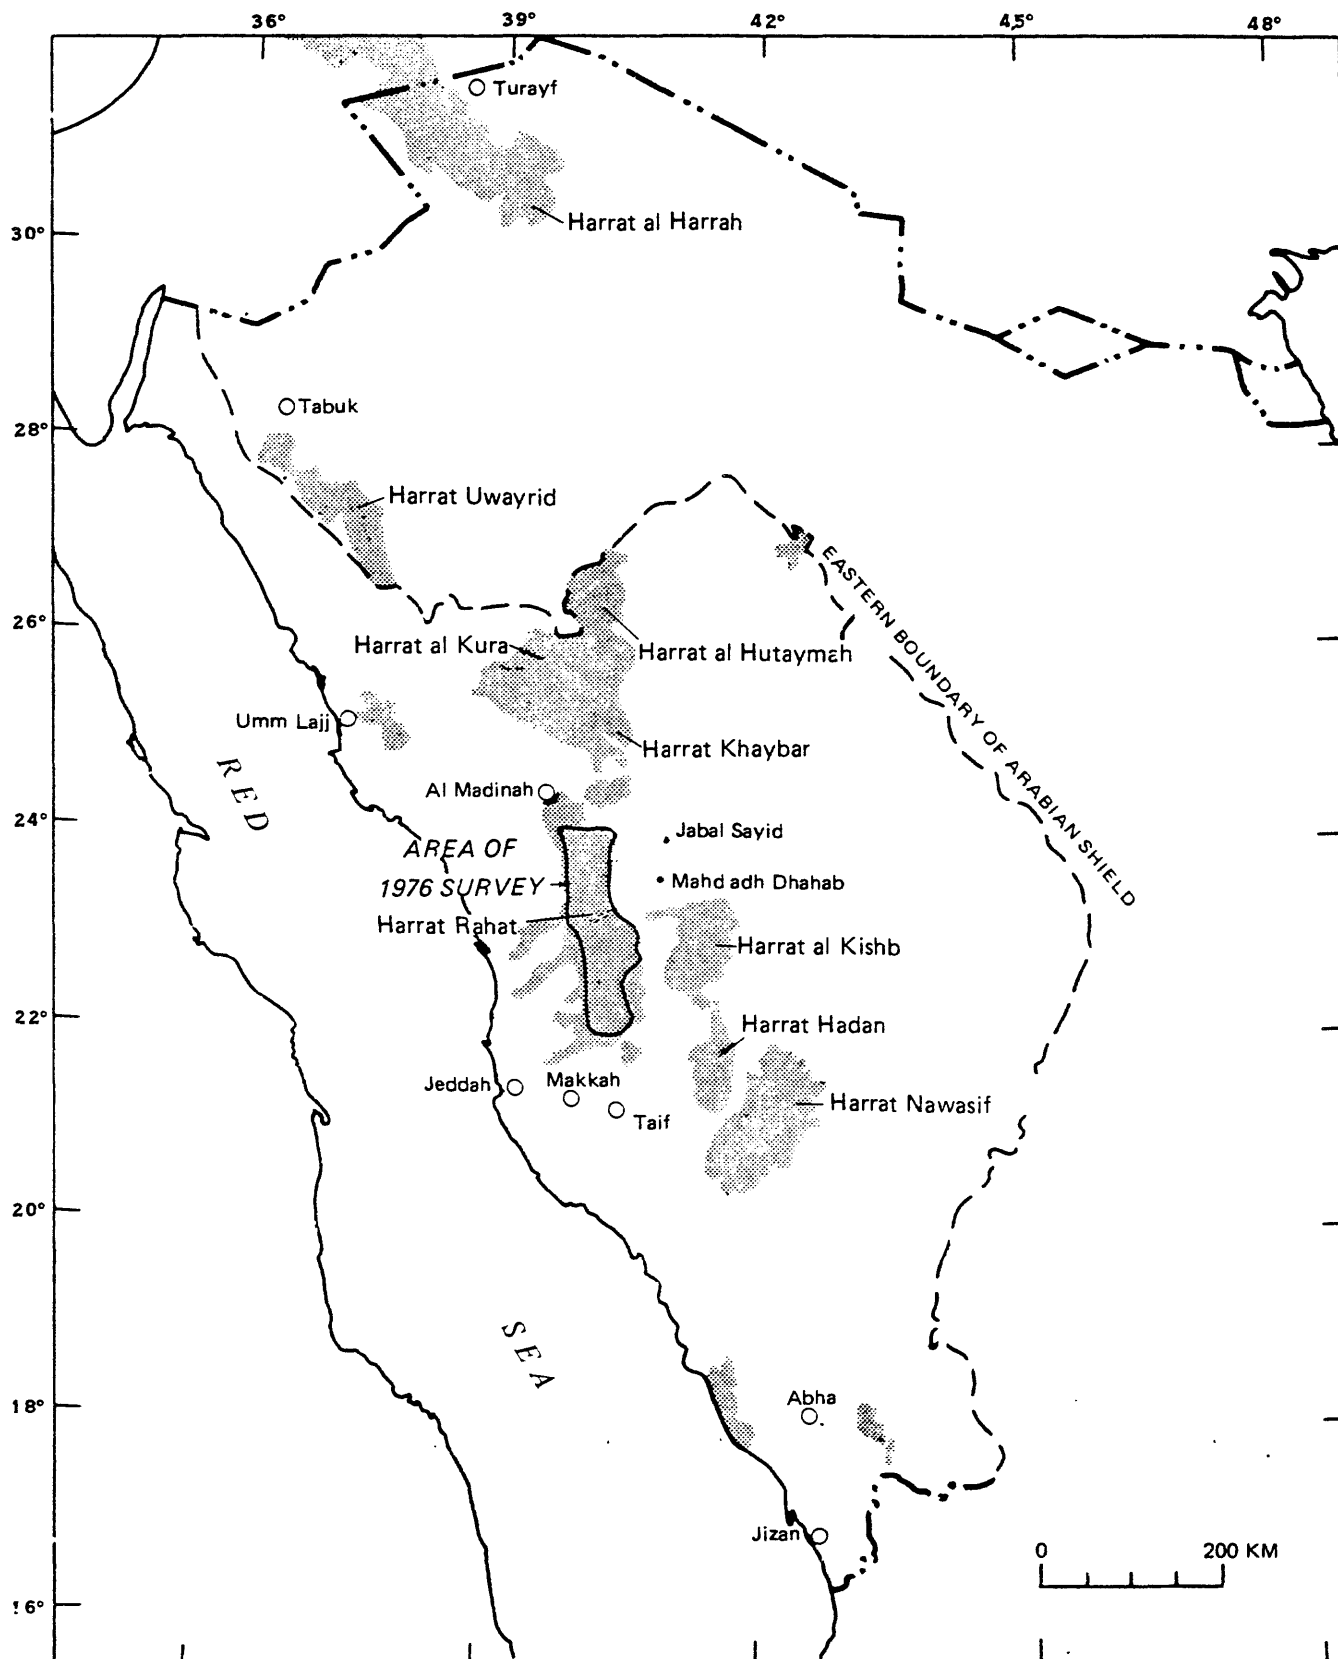 36° 39° 42° 45° 48°
Turayf
Harrat al Harrah
30°
Tabuk
28°
Harrat Uwayrid
EASTERN BOUNDARY OF ARABIAN SHIELD
26°
Harrat al Kura
Harrat al Hutaymah
Umm Lajj
Harrat Khaybar
RED
Al Madinah
24°
Jabal Sayid
AREA OF
1976 SURVEY
Mahd adh Dhahab
Harrat Rahat
Harrat al Kishb
22°
Harrat Hadan
Jeddah
Makkah
Harrat Nawasif
Taif
20°
SEA
18°
Abha
Jizan
0 200 KM
16°